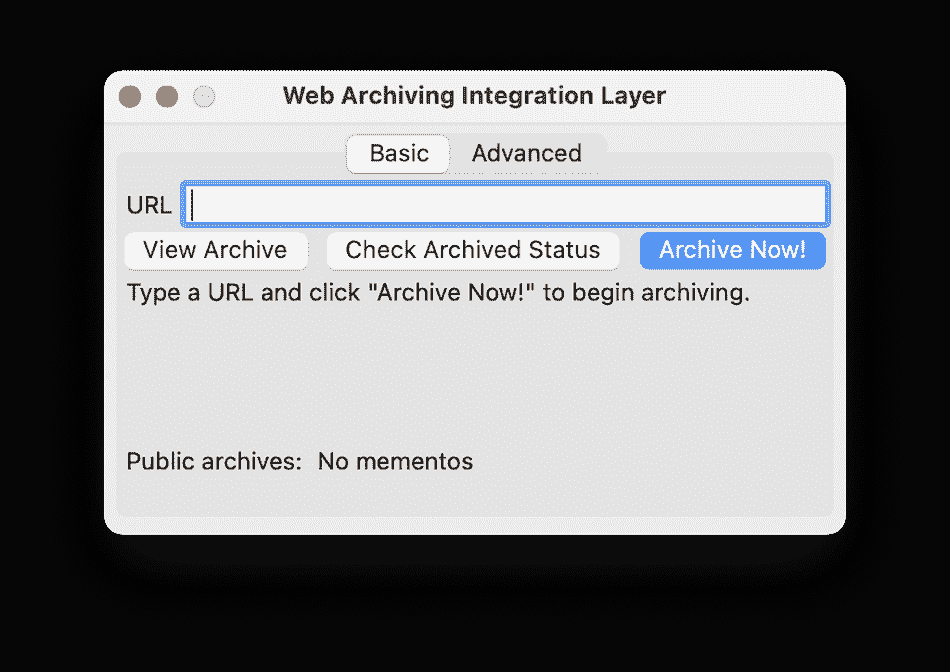 Web Archiving Integration Layer
Basic Advanced
URL
View Archive Check Archived Status Archive Now!
Type a URL and click "Archive Now!" to begin archiving.
Public archives: No mementos